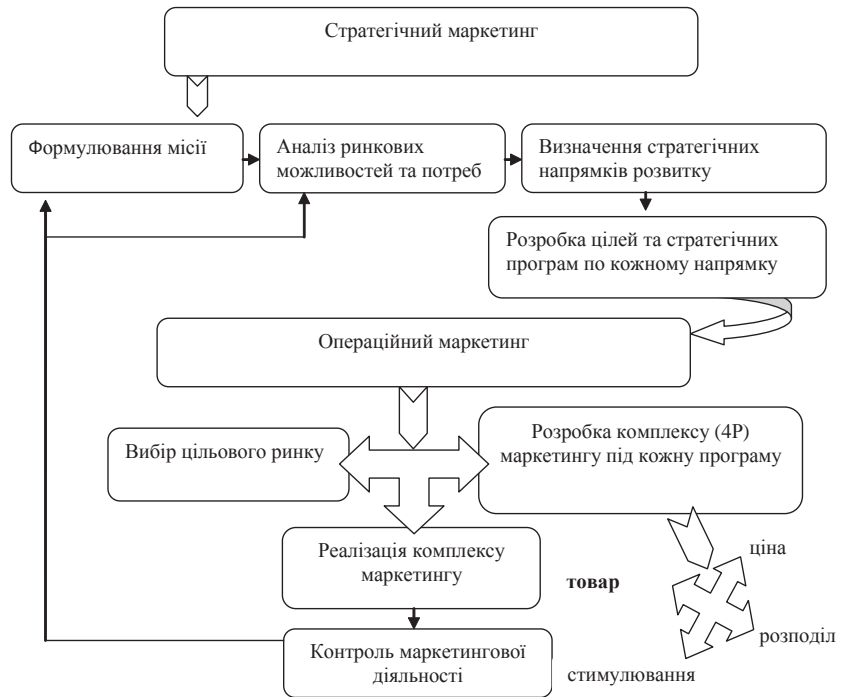 Стратегічний маркетинг
Формулювання місії
Аналіз ринкових
можливостей та потреб
Визначення стратегічних
напрямків розвитку
Розробка цілей та стратегічних
програм по кожному напрямку
Операційний маркетинг
Вибір цільового ринку
Розробка комплексу (4Р)
маркетингу під кожну програму
Реалізація комплексу
маркетингу
ціна
товар
розподіл
Контроль маркетингової
діяльності
стимулювання